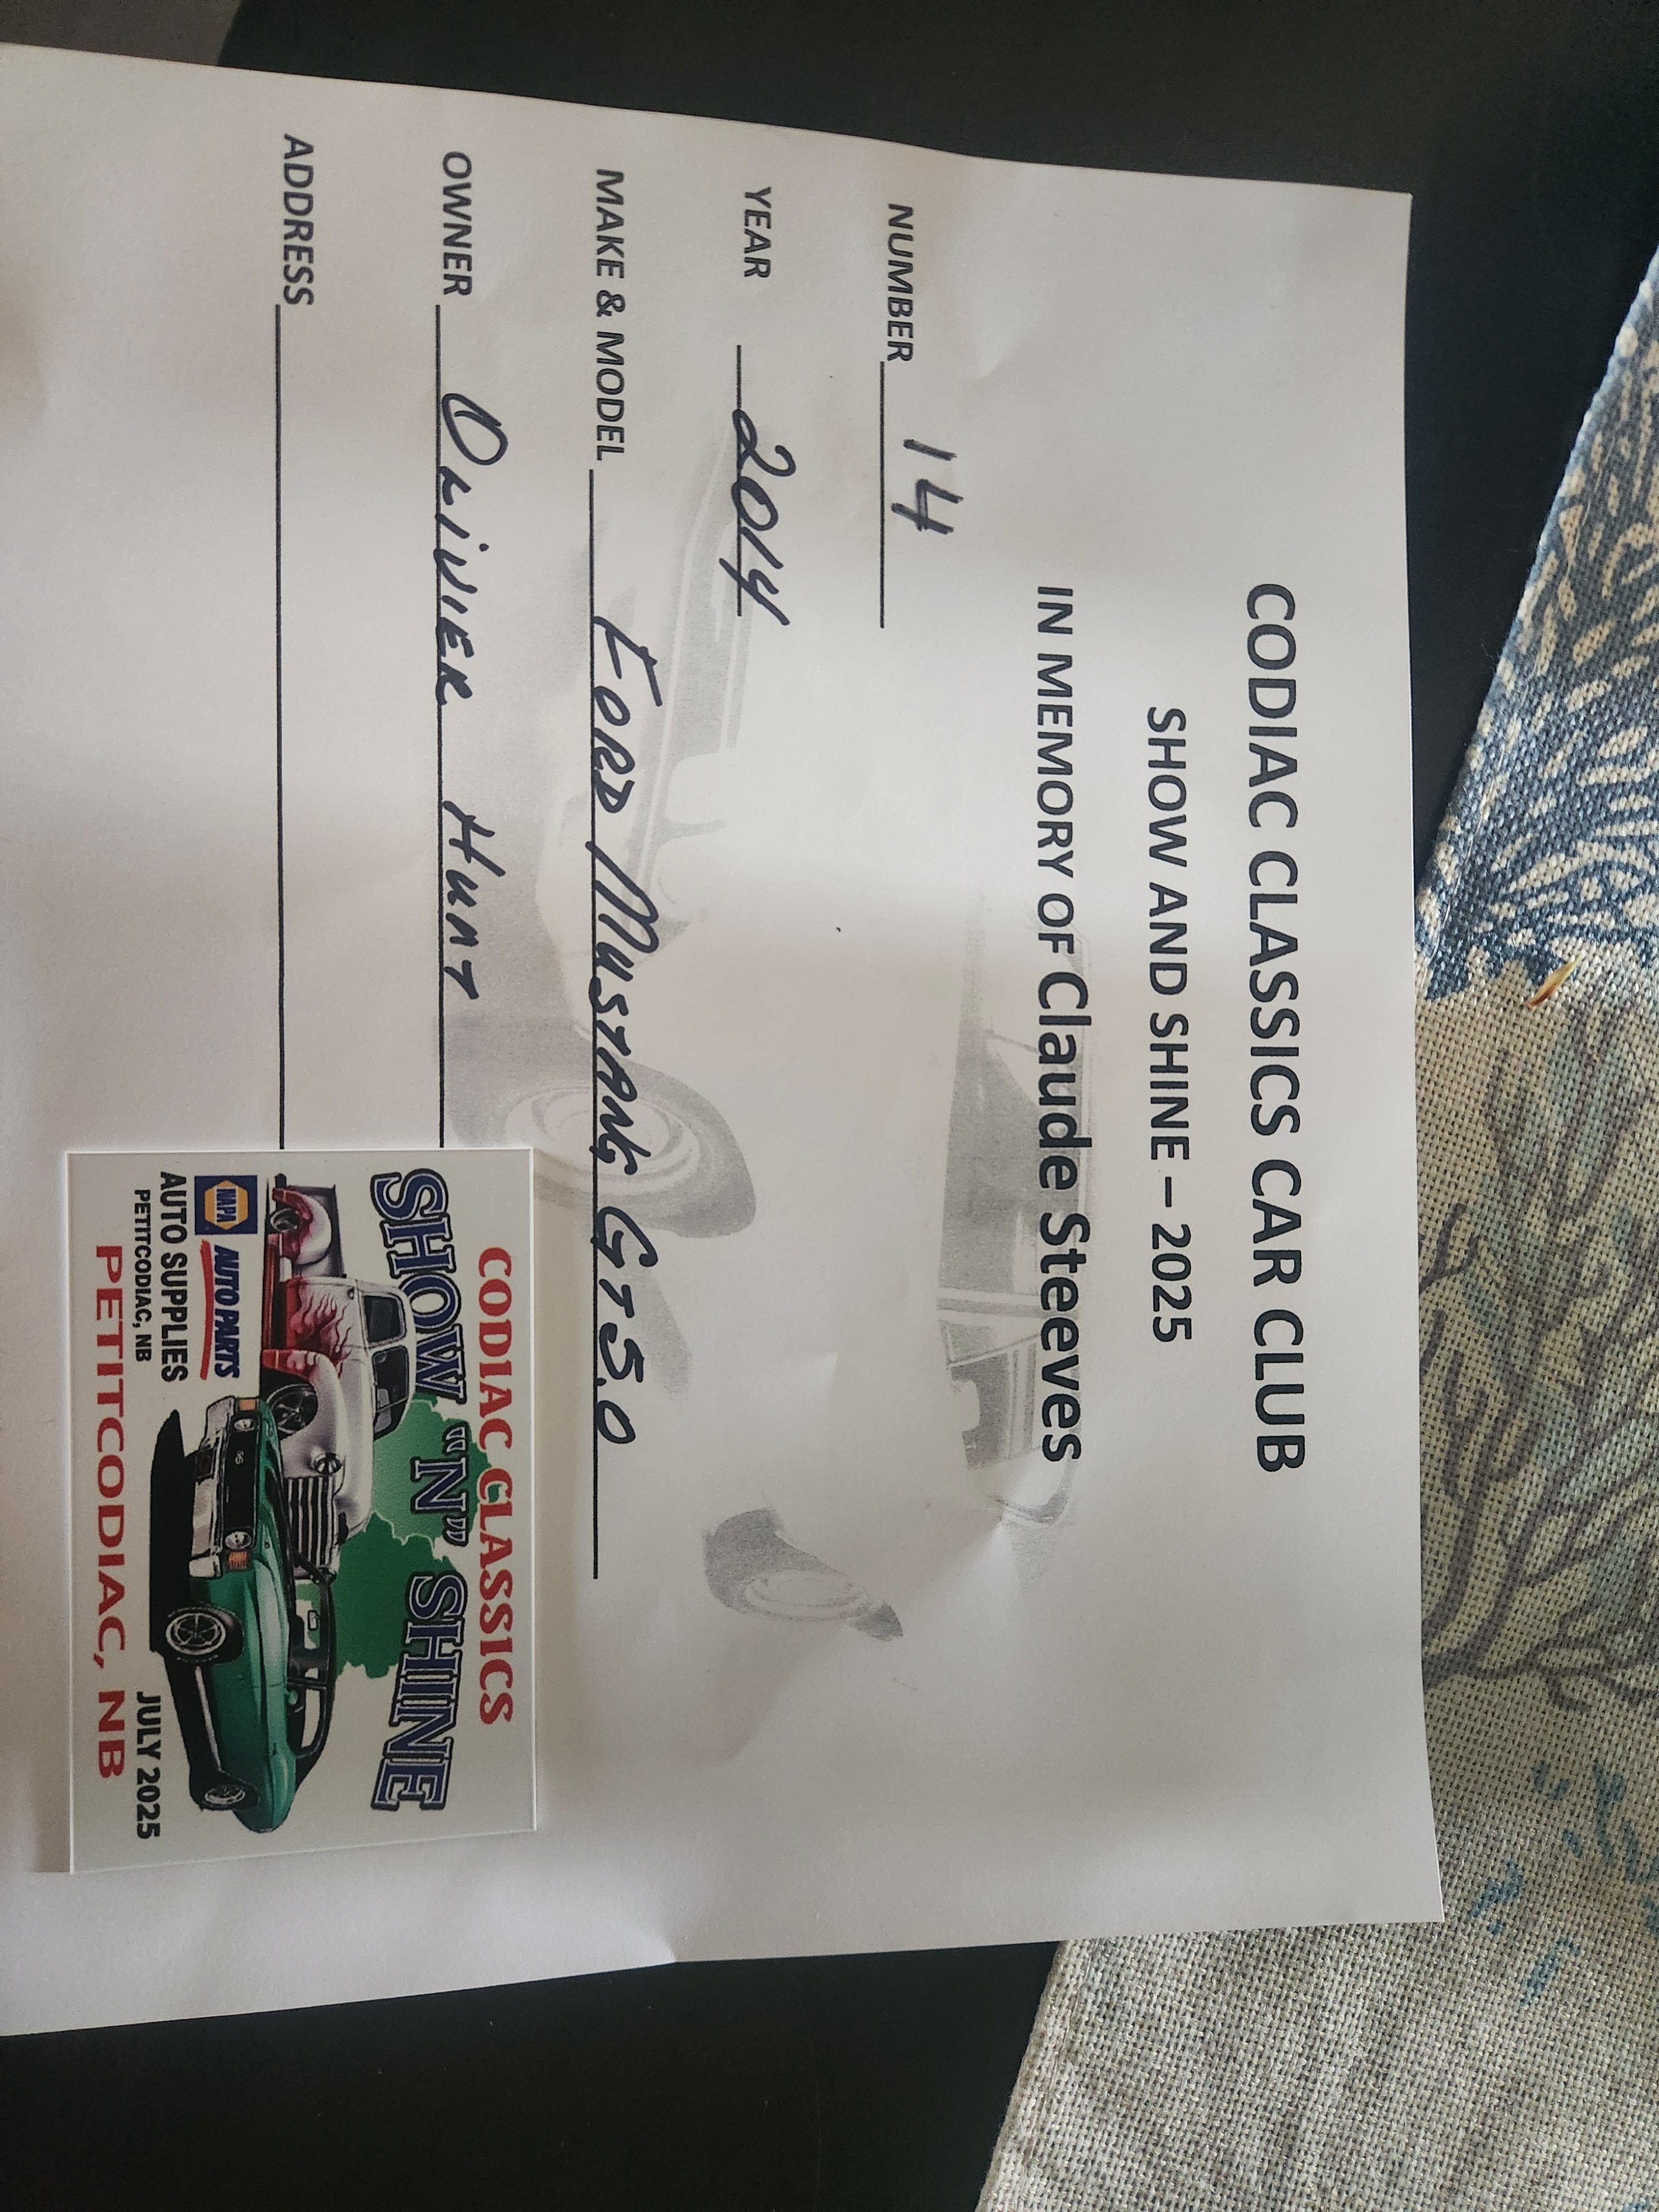 CODIAC CLASSICS CAR CLUB
SHOW AND SHINE – 2025
IN MEMORY OF Claude Steeves
NUMBER 14
YEAR 2014
MAKE & MODEL FORD MUSTANG GT 5.0
OWNER OLIVIER HUNT
ADDRESS
CODIAC CLASSICS
SHOW "N" SHINE
NAPA AUTO PARTS
AUTO SUPPLIES
PETITCODIAC, NB
JULY 2025
PETITCODIAC, NB